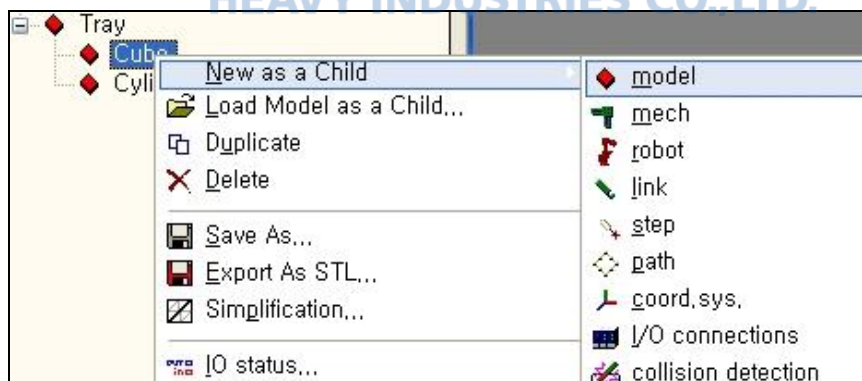 HEAVY INDUSTRIES CO.,LTD.
Tray
Cube
Cyli
New as a Child
Load Model as a Child...
Duplicate
Delete
Save As...
Export As STL...
Simplification...
IO status...
model
mech
robot
link
step
path
coord.sys.
I/O connections
collision detection